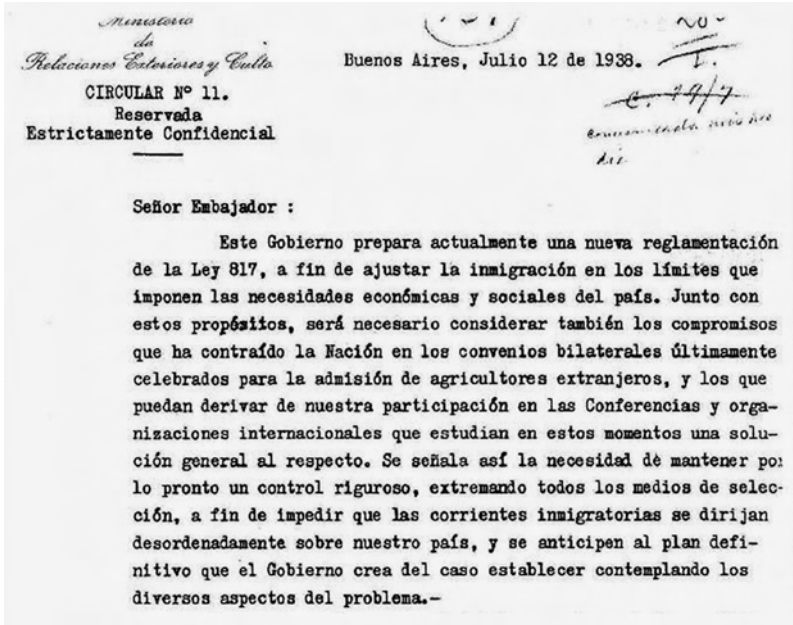 Ministerio
de
Relaciones Exteriores y Culto
Buenos Aires, Julio 12 de 1938.
CIRCULAR Nº 11.
Reservada
Estrictamente Confidencial
Señor Embajador :
Este Gobierno prepara actualmente una nueva reglamentación
de la Ley 817, a fin de ajustar la inmigración en los límites que
imponen las necesidades económicas y sociales del país. Junto con
estos propósitos, será necesario considerar también los compromisos
que ha contraído la Nación en los convenios bilaterales últimamente
celebrados para la admisión de agricultores extranjeros, y los que
puedan derivar de nuestra participación en las Conferencias y orga-
nizaciones internacionales que estudian en estos momentos una solu-
ción general al respecto. Se señala así la necesidad de mantener por
lo pronto un control riguroso, extremando todos los medios de selec-
ción, a fin de impedir que las corrientes inmigratorias se dirijan
desordenadamente sobre nuestro país, y se anticipen al plan defi-
nitivo que el Gobierno crea del caso establecer contemplando los
diversos aspectos del problema.-